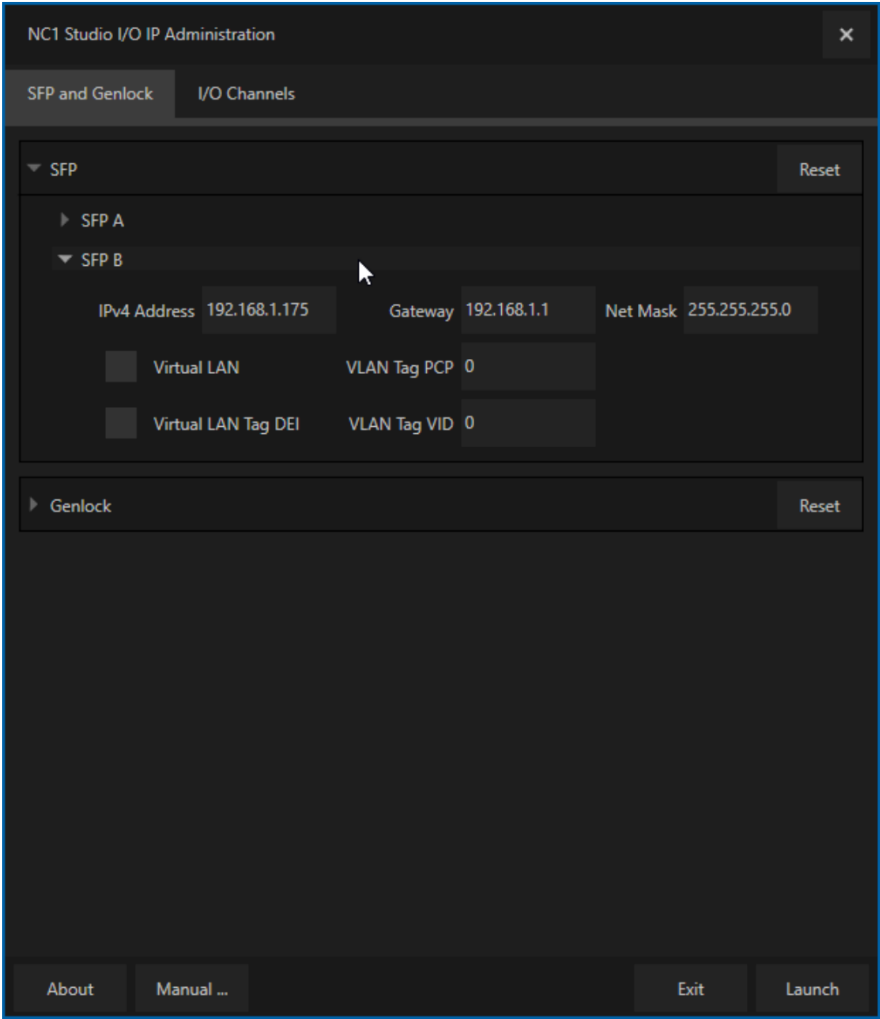 NC1 Studio I/O IP Administration
SFP and Genlock I/O Channels
SFP Reset
SFP A
SFP B
IPv4 Address 192.168.1.175 Gateway 192.168.1.1 Net Mask 255.255.255.0
Virtual LAN VLAN Tag PCP 0
Virtual LAN Tag DEI VLAN Tag VID 0
Genlock Reset
About Manual ... Exit Launch